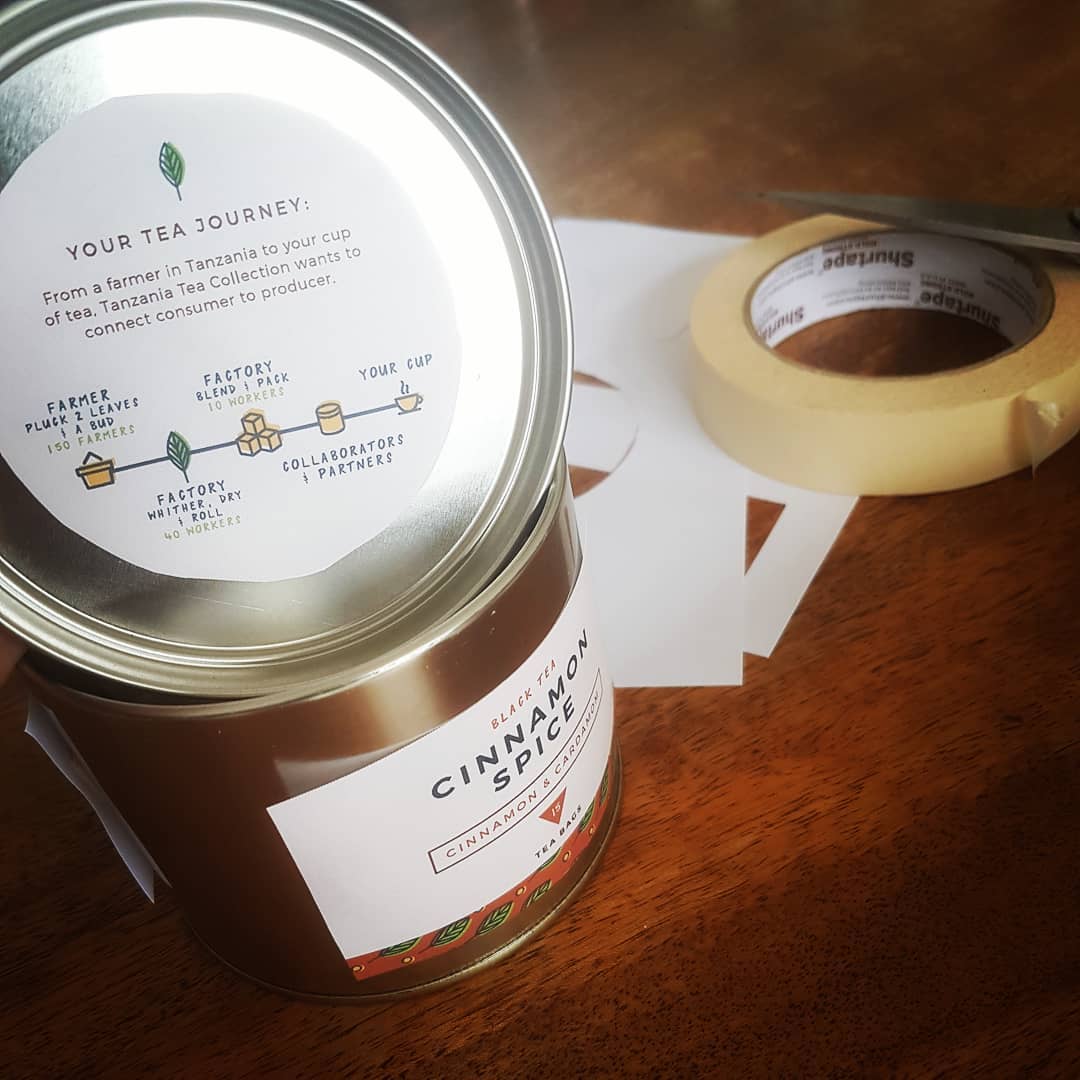 YOUR TEA JOURNEY:
From a farmer in Tanzania to your cup
of tea, Tanzania Tea Collection wants to
connect consumer to producer.
FARMER
PLUCK 2 LEAVES
& A BUD
150 FARMERS
FACTORY
WHITHER, DRY
& ROLL
40 WORKERS
FACTORY
BLEND & PACK
10 WORKERS
COLLABORATORS
& PARTNERS
YOUR CUP
BLACK TEA
CINNAMON
SPICE
CINNAMON & CARDAMON
15
TEA BAGS
Shurtape
Shurtape